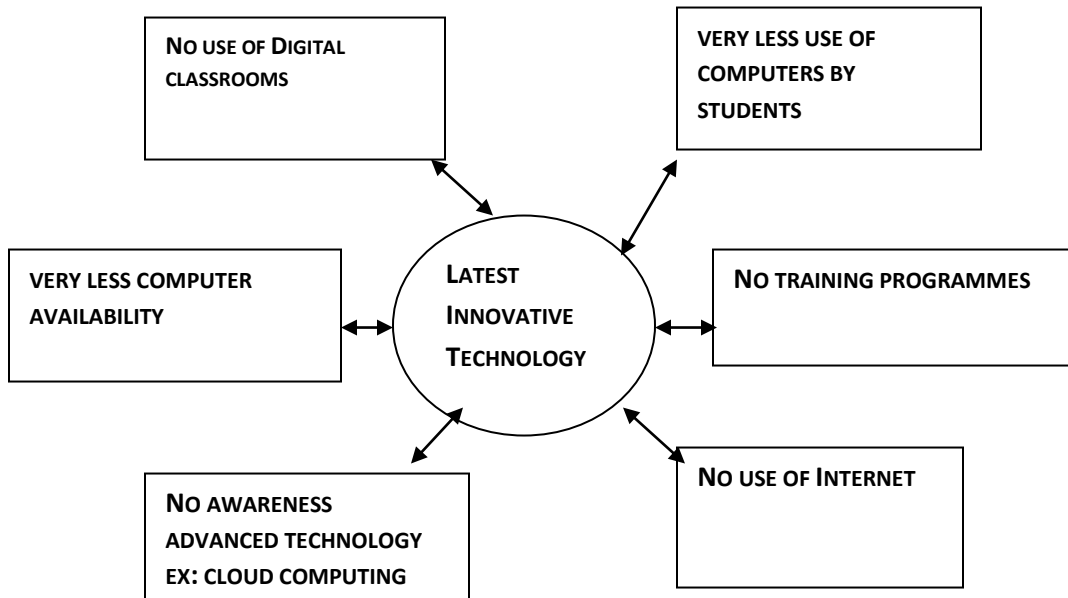 NO USE OF DIGITAL
CLASSROOMS
VERY LESS USE OF
COMPUTERS BY
STUDENTS
VERY LESS COMPUTER
AVAILABILITY
LATEST
INNOVATIVE
TECHNOLOGY
NO TRAINING PROGRAMMES
NO AWARENESS
ADVANCED TECHNOLOGY
EX: CLOUD COMPUTING
NO USE OF INTERNET